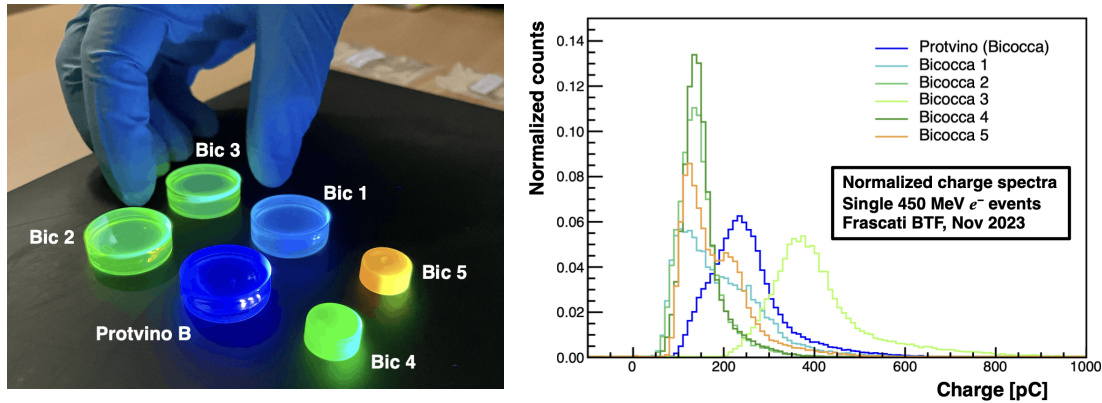 Bic 3
Bic 1
Bic 2
Bic 5
Protvino B
Bic 4
Normalized counts
0.14
0.12
0.10
0.08
0.06
0.04
0.02
0.00
0
200
400
600
800
1000
Charge [pC]
Protvino (Bicocca)
Bicocca 1
Bicocca 2
Bicocca 3
Bicocca 4
Bicocca 5
Normalized charge spectra
Single 450 MeV e⁻ events
Frascati BTF, Nov 2023